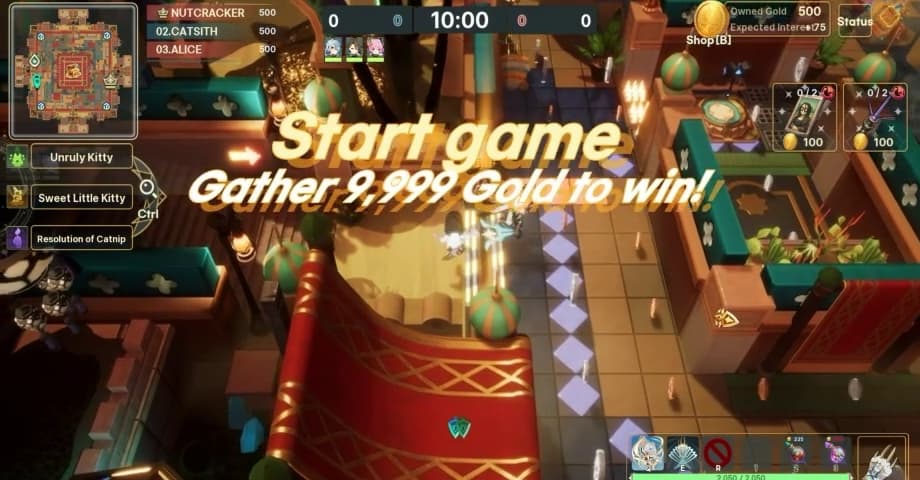 NUTCRACKER 500
02.CATSITH 500
03.ALICE 500
0 0 10:00 0 0
Owned Gold 500
Expected Interest 75
Status
Shop[B]
0/2
100
0/2
100
Start game
Gather 9,999 Gold to win!
Unruly Kitty
Sweet Little Kitty
Resolution of Catnip
Ctrl
E
R
2,050 / 2,050